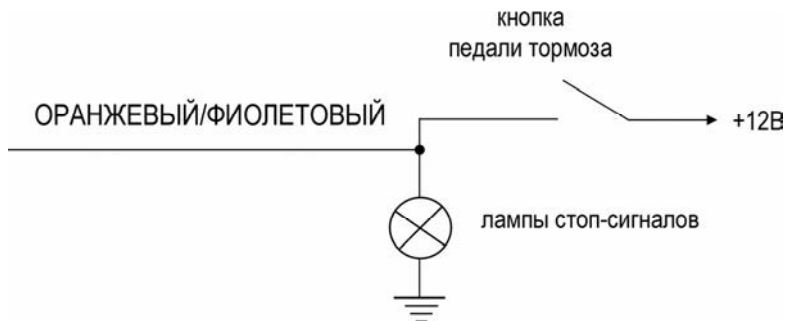 кнопка
педали тормоза
ОРАНЖЕВЫЙ/ФИОЛЕТОВЫЙ
+12В
лампы стоп-сигналов